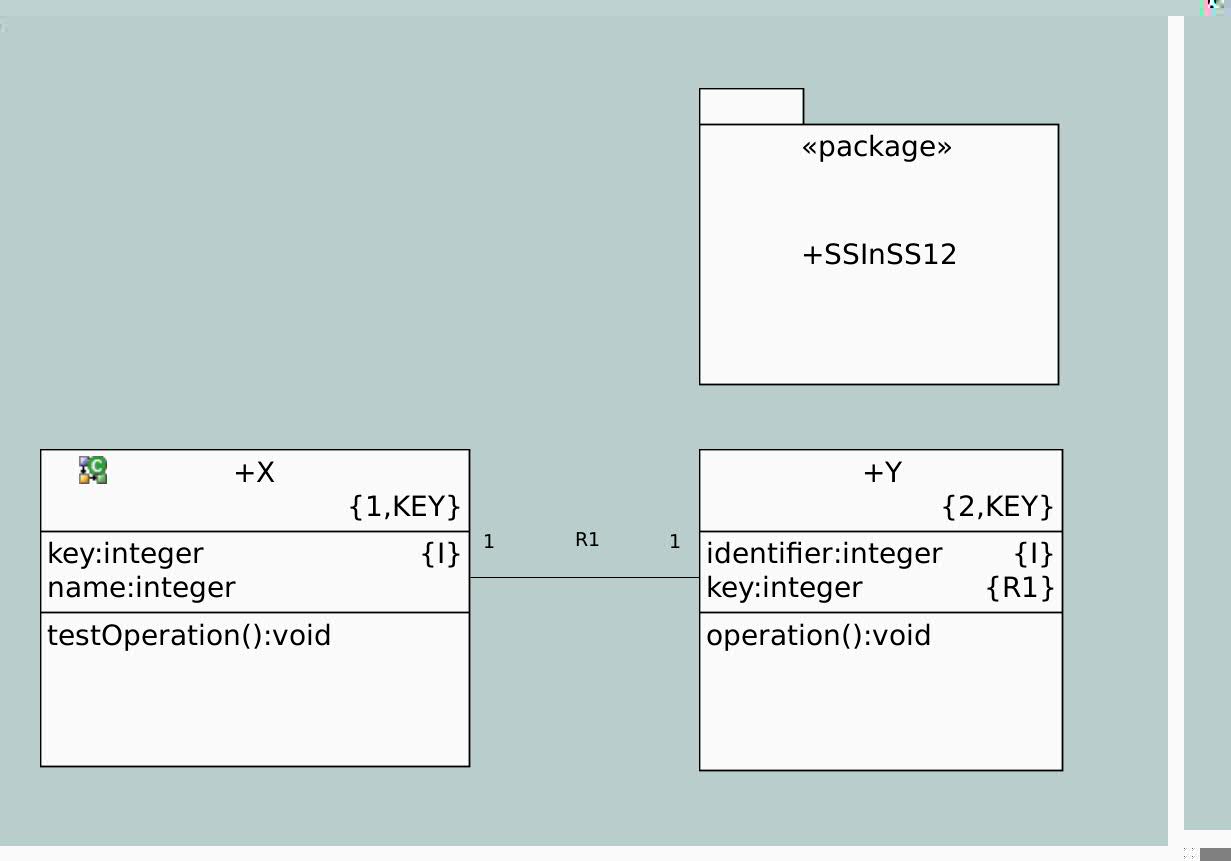 «package»
+SSInSS12
+X
{1,KEY}
key:integer {I}
name:integer
testOperation():void
1 R1 1
+Y
{2,KEY}
identifier:integer {I}
key:integer {R1}
operation():void